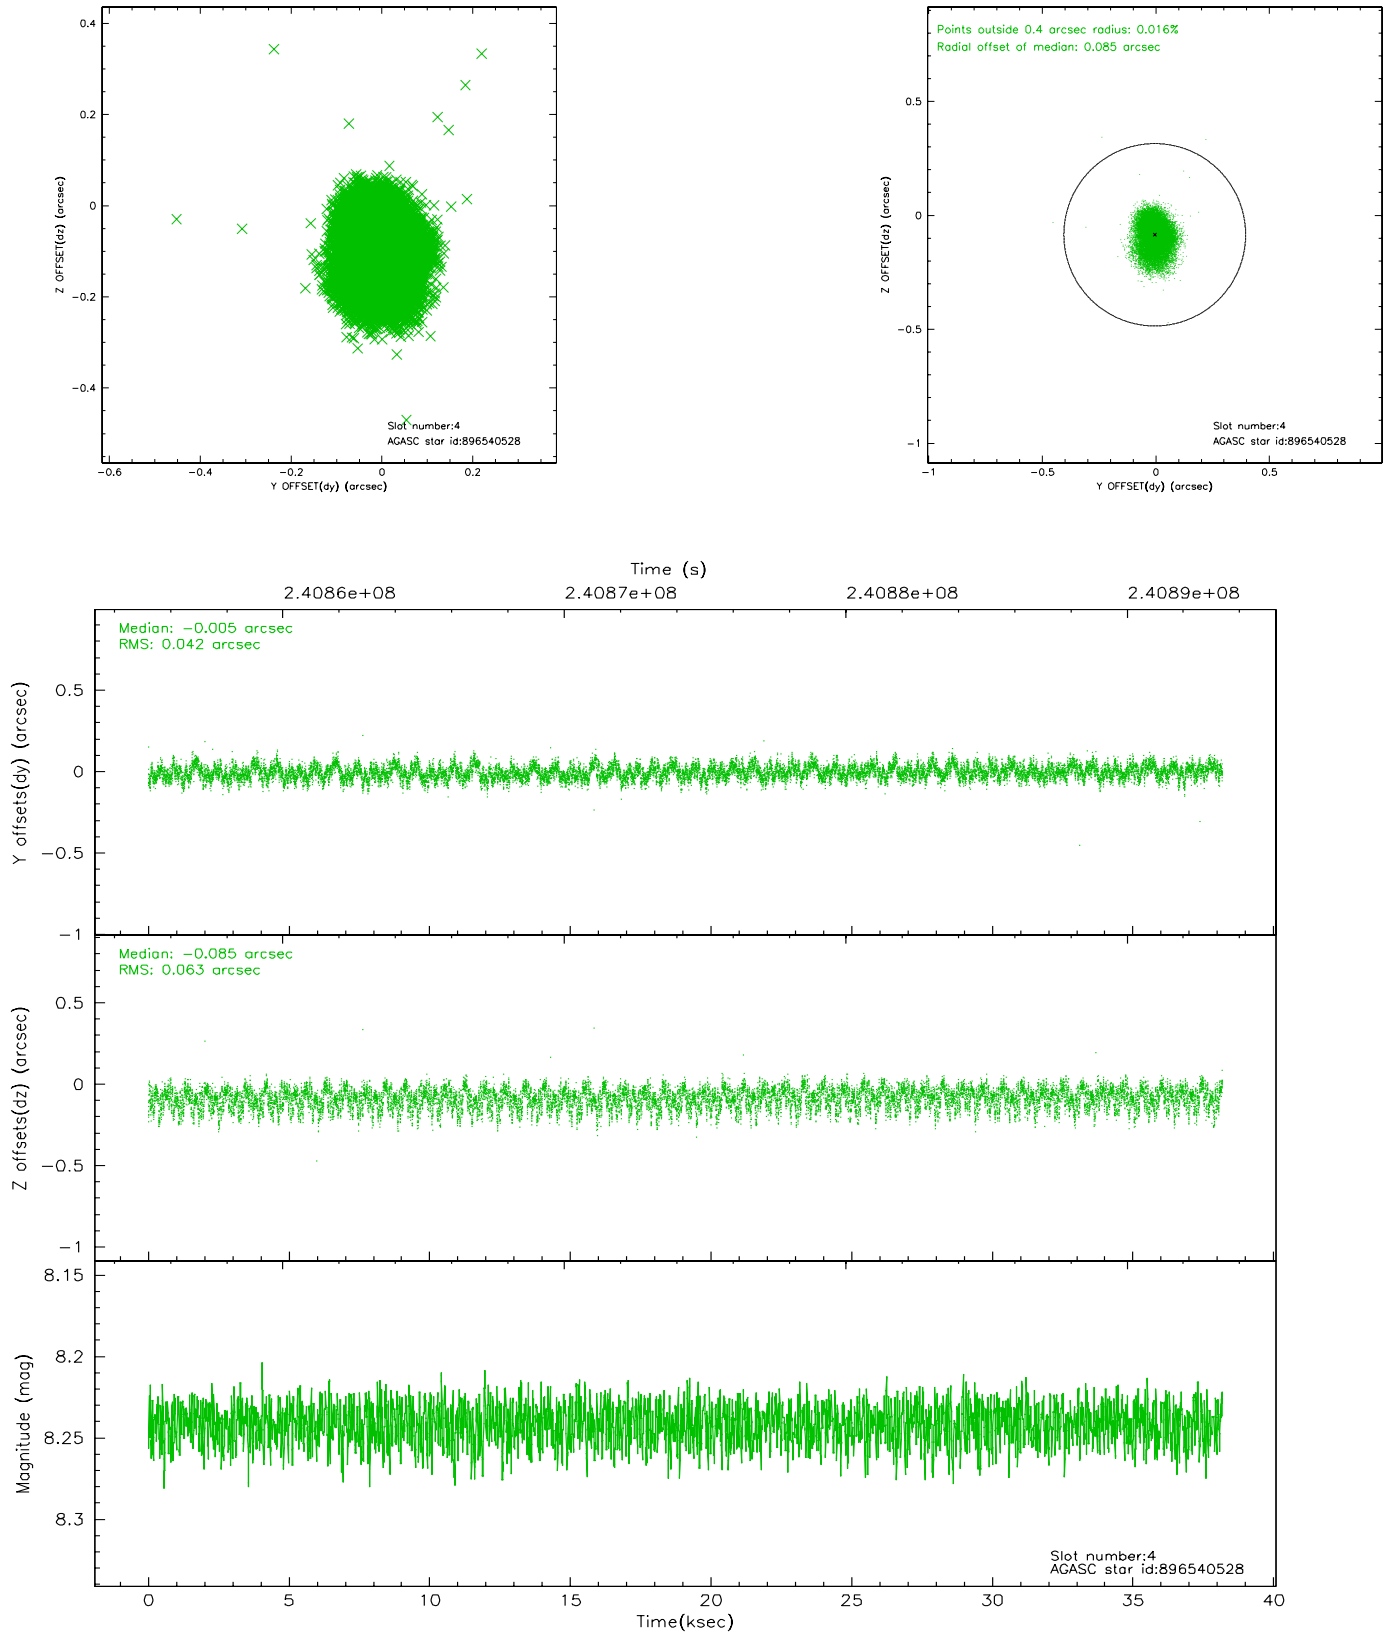 0.4
0.2
0
−0.2
−0.4
Z OFFSET(dz) (arcsec)
Slot number:4
AGASC star id:896540528
−0.6
−0.4
−0.2
0
0.2
Y OFFSET(dy) (arcsec)
Points outside 0.4 arcsec radius: 0.016%
Radial offset of median: 0.085 arcsec
0.5
0
−0.5
−1
Z OFFSET(dz) (arcsec)
Slot number:4
AGASC star id:896540528
−1
−0.5
0
0.5
Y OFFSET(dy) (arcsec)
Time (s)
2.4086e+08
2.4087e+08
2.4088e+08
2.4089e+08
Median: −0.005 arcsec
RMS: 0.042 arcsec
0.5
0
−0.5
−1
Y offsets(dy) (arcsec)
Median: −0.085 arcsec
RMS: 0.063 arcsec
0.5
0
−0.5
−1
Z offsets(dz) (arcsec)
8.15
8.2
8.25
8.3
Magnitude (mag)
Slot number:4
AGASC star id:896540528
0
5
10
15
20
25
30
35
40
Time(ksec)